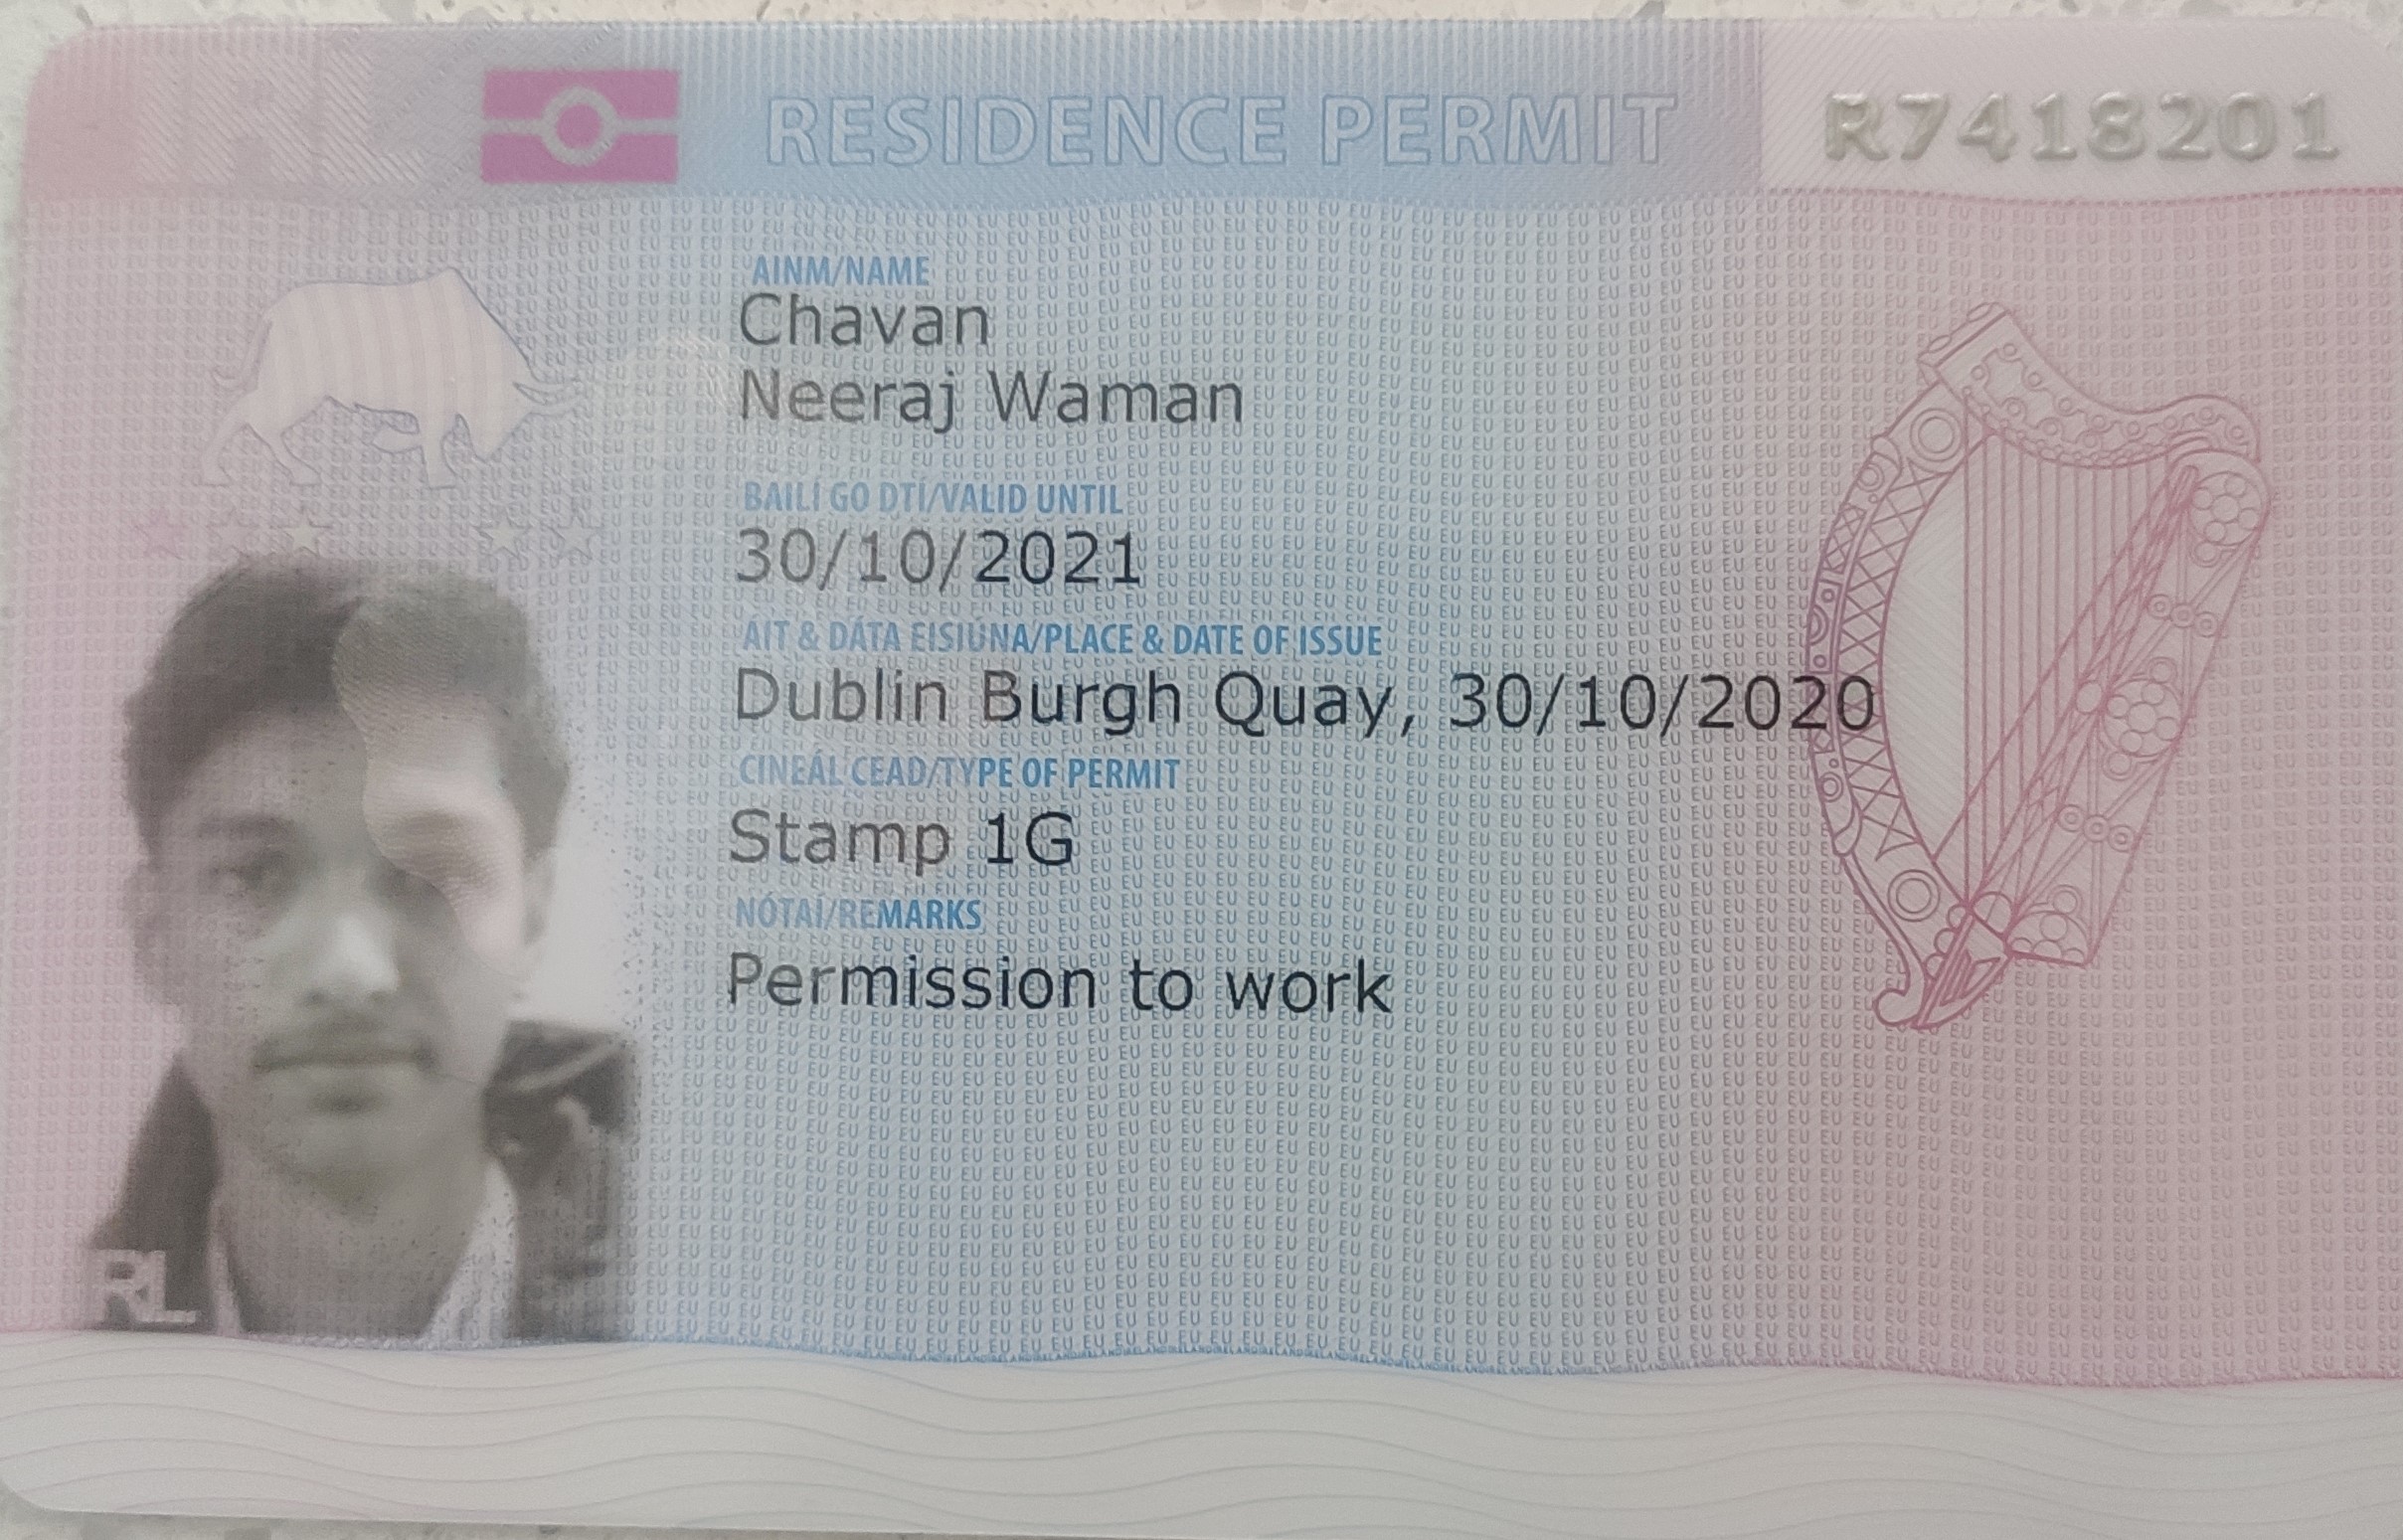 IRL RESIDENCE PERMIT R7418201
AINM/NAME
Chavan
Neeraj Waman
BAILÍ GO DTÍ/VALID UNTIL
30/10/2021
ÁIT & DÁTA EISIÚNA/PLACE & DATE OF ISSUE
Dublin Burgh Quay, 30/10/2020
CINEÁL CEAD/TYPE OF PERMIT
Stamp 1G
NÓTAÍ/REMARKS
Permission to work
RL